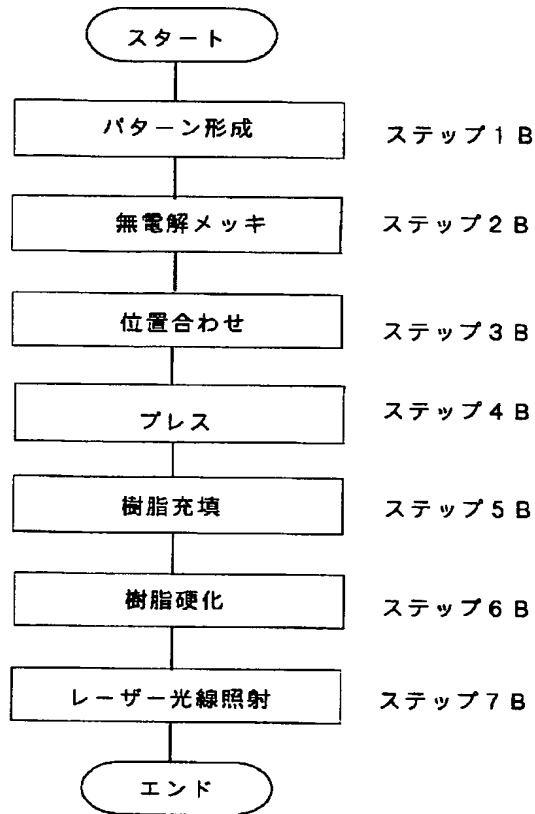 スタート
パターン形成
ステップ1B
無電解メッキ
ステップ2B
位置合わせ
ステップ3B
プレス
ステップ4B
樹脂充填
ステップ5B
樹脂硬化
ステップ6B
レーザー光線照射
ステップ7B
エンド